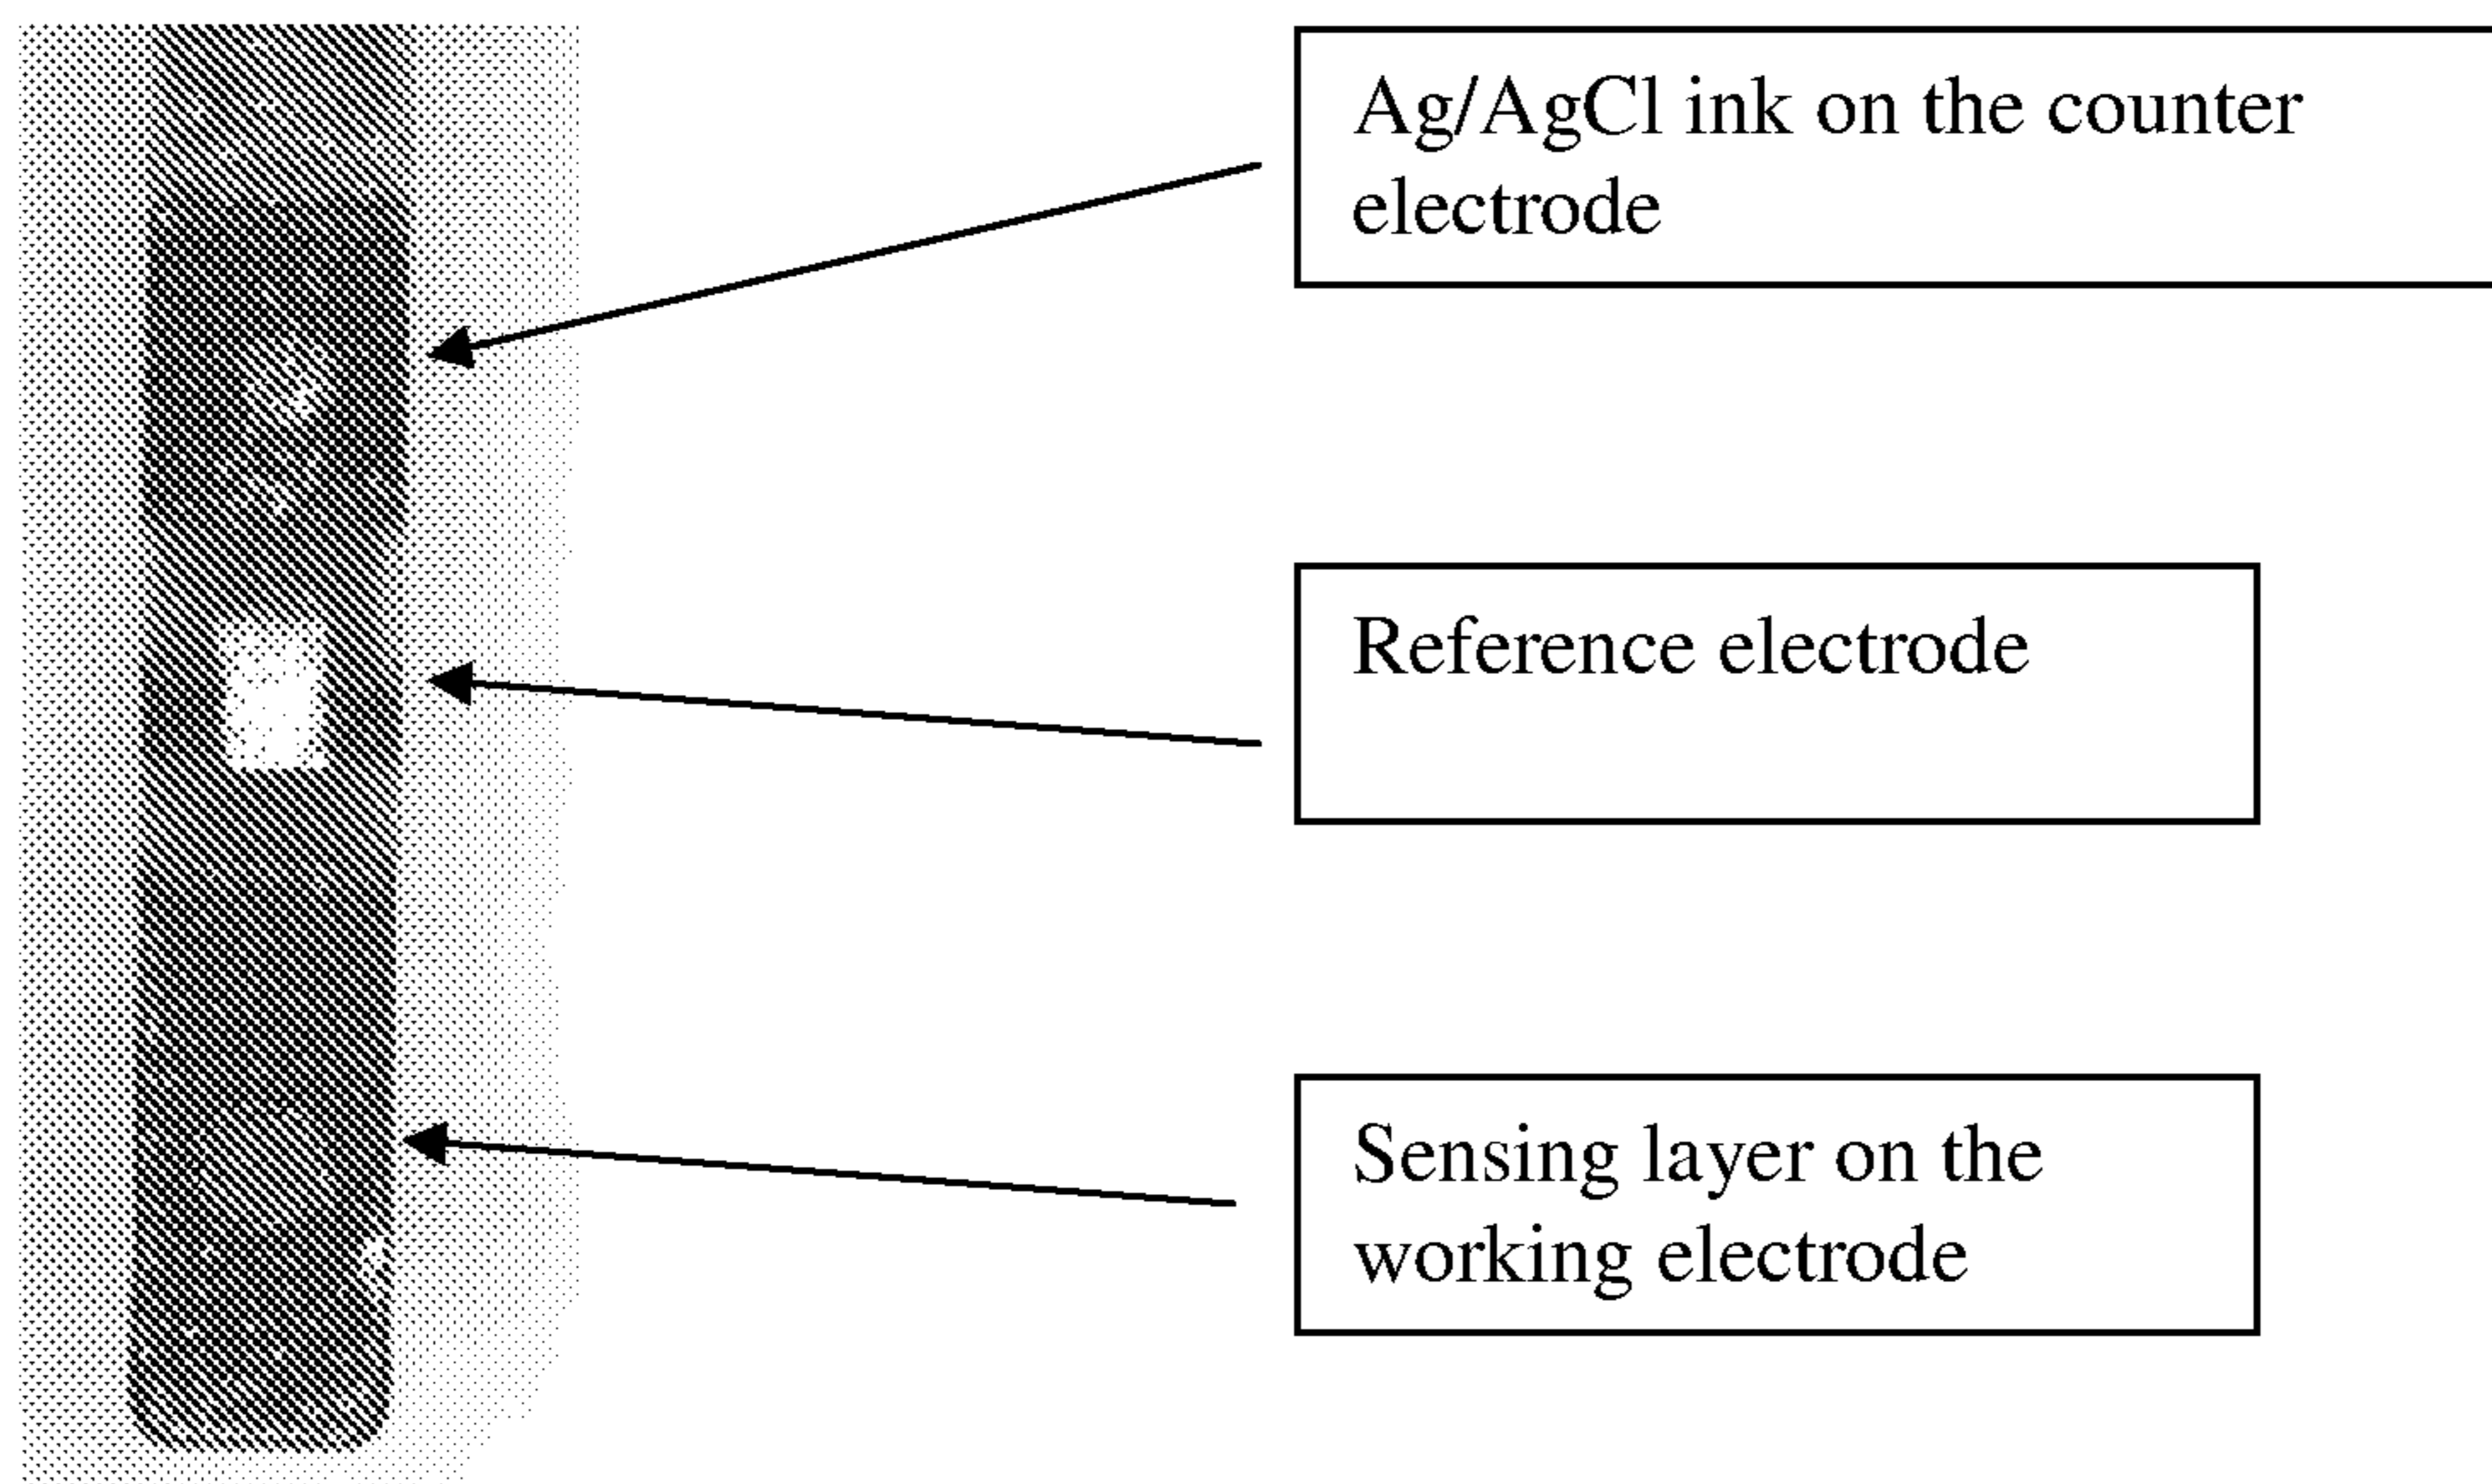 Ag/AgCl ink on the counter
electrode
Reference electrode
Sensing layer on the
working electrode